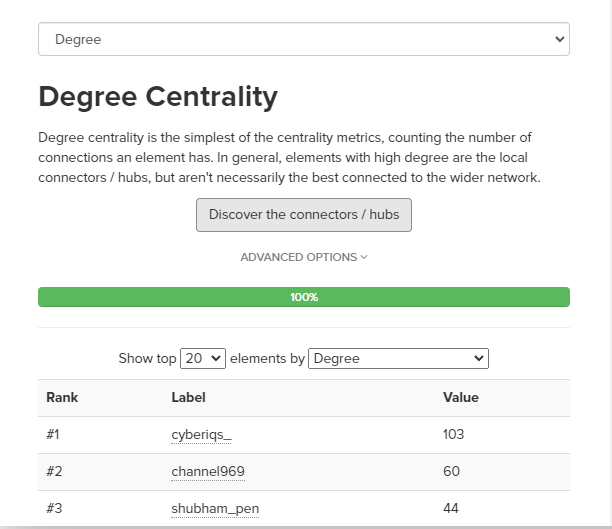 Degree
Degree Centrality
Degree centrality is the simplest of the centrality metrics, counting the number of
connections an element has. In general, elements with high degree are the local
connectors / hubs, but aren't necessarily the best connected to the wider network.
Discover the connectors / hubs
ADVANCED OPTIONS
100%
Show top 20 elements by Degree
Rank Label Value
#1 cyberiqs_ 103
#2 channel969 60
#3 shubham_pen 44